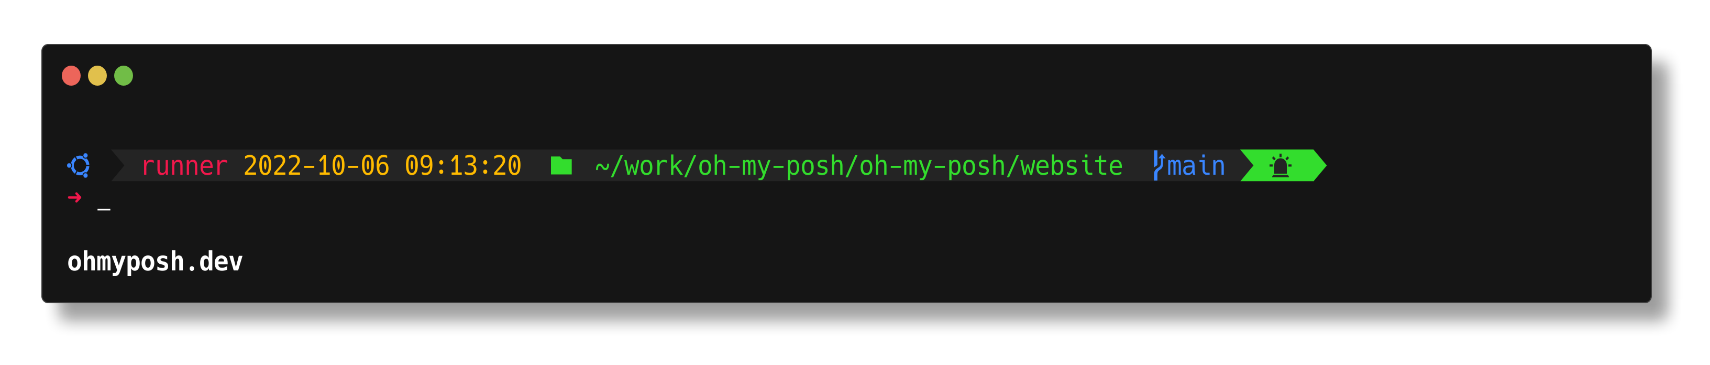 runner 2022-10-06 09:13:20 ~/work/oh-my-posh/oh-my-posh/website main
➜ _
ohmyposh.dev